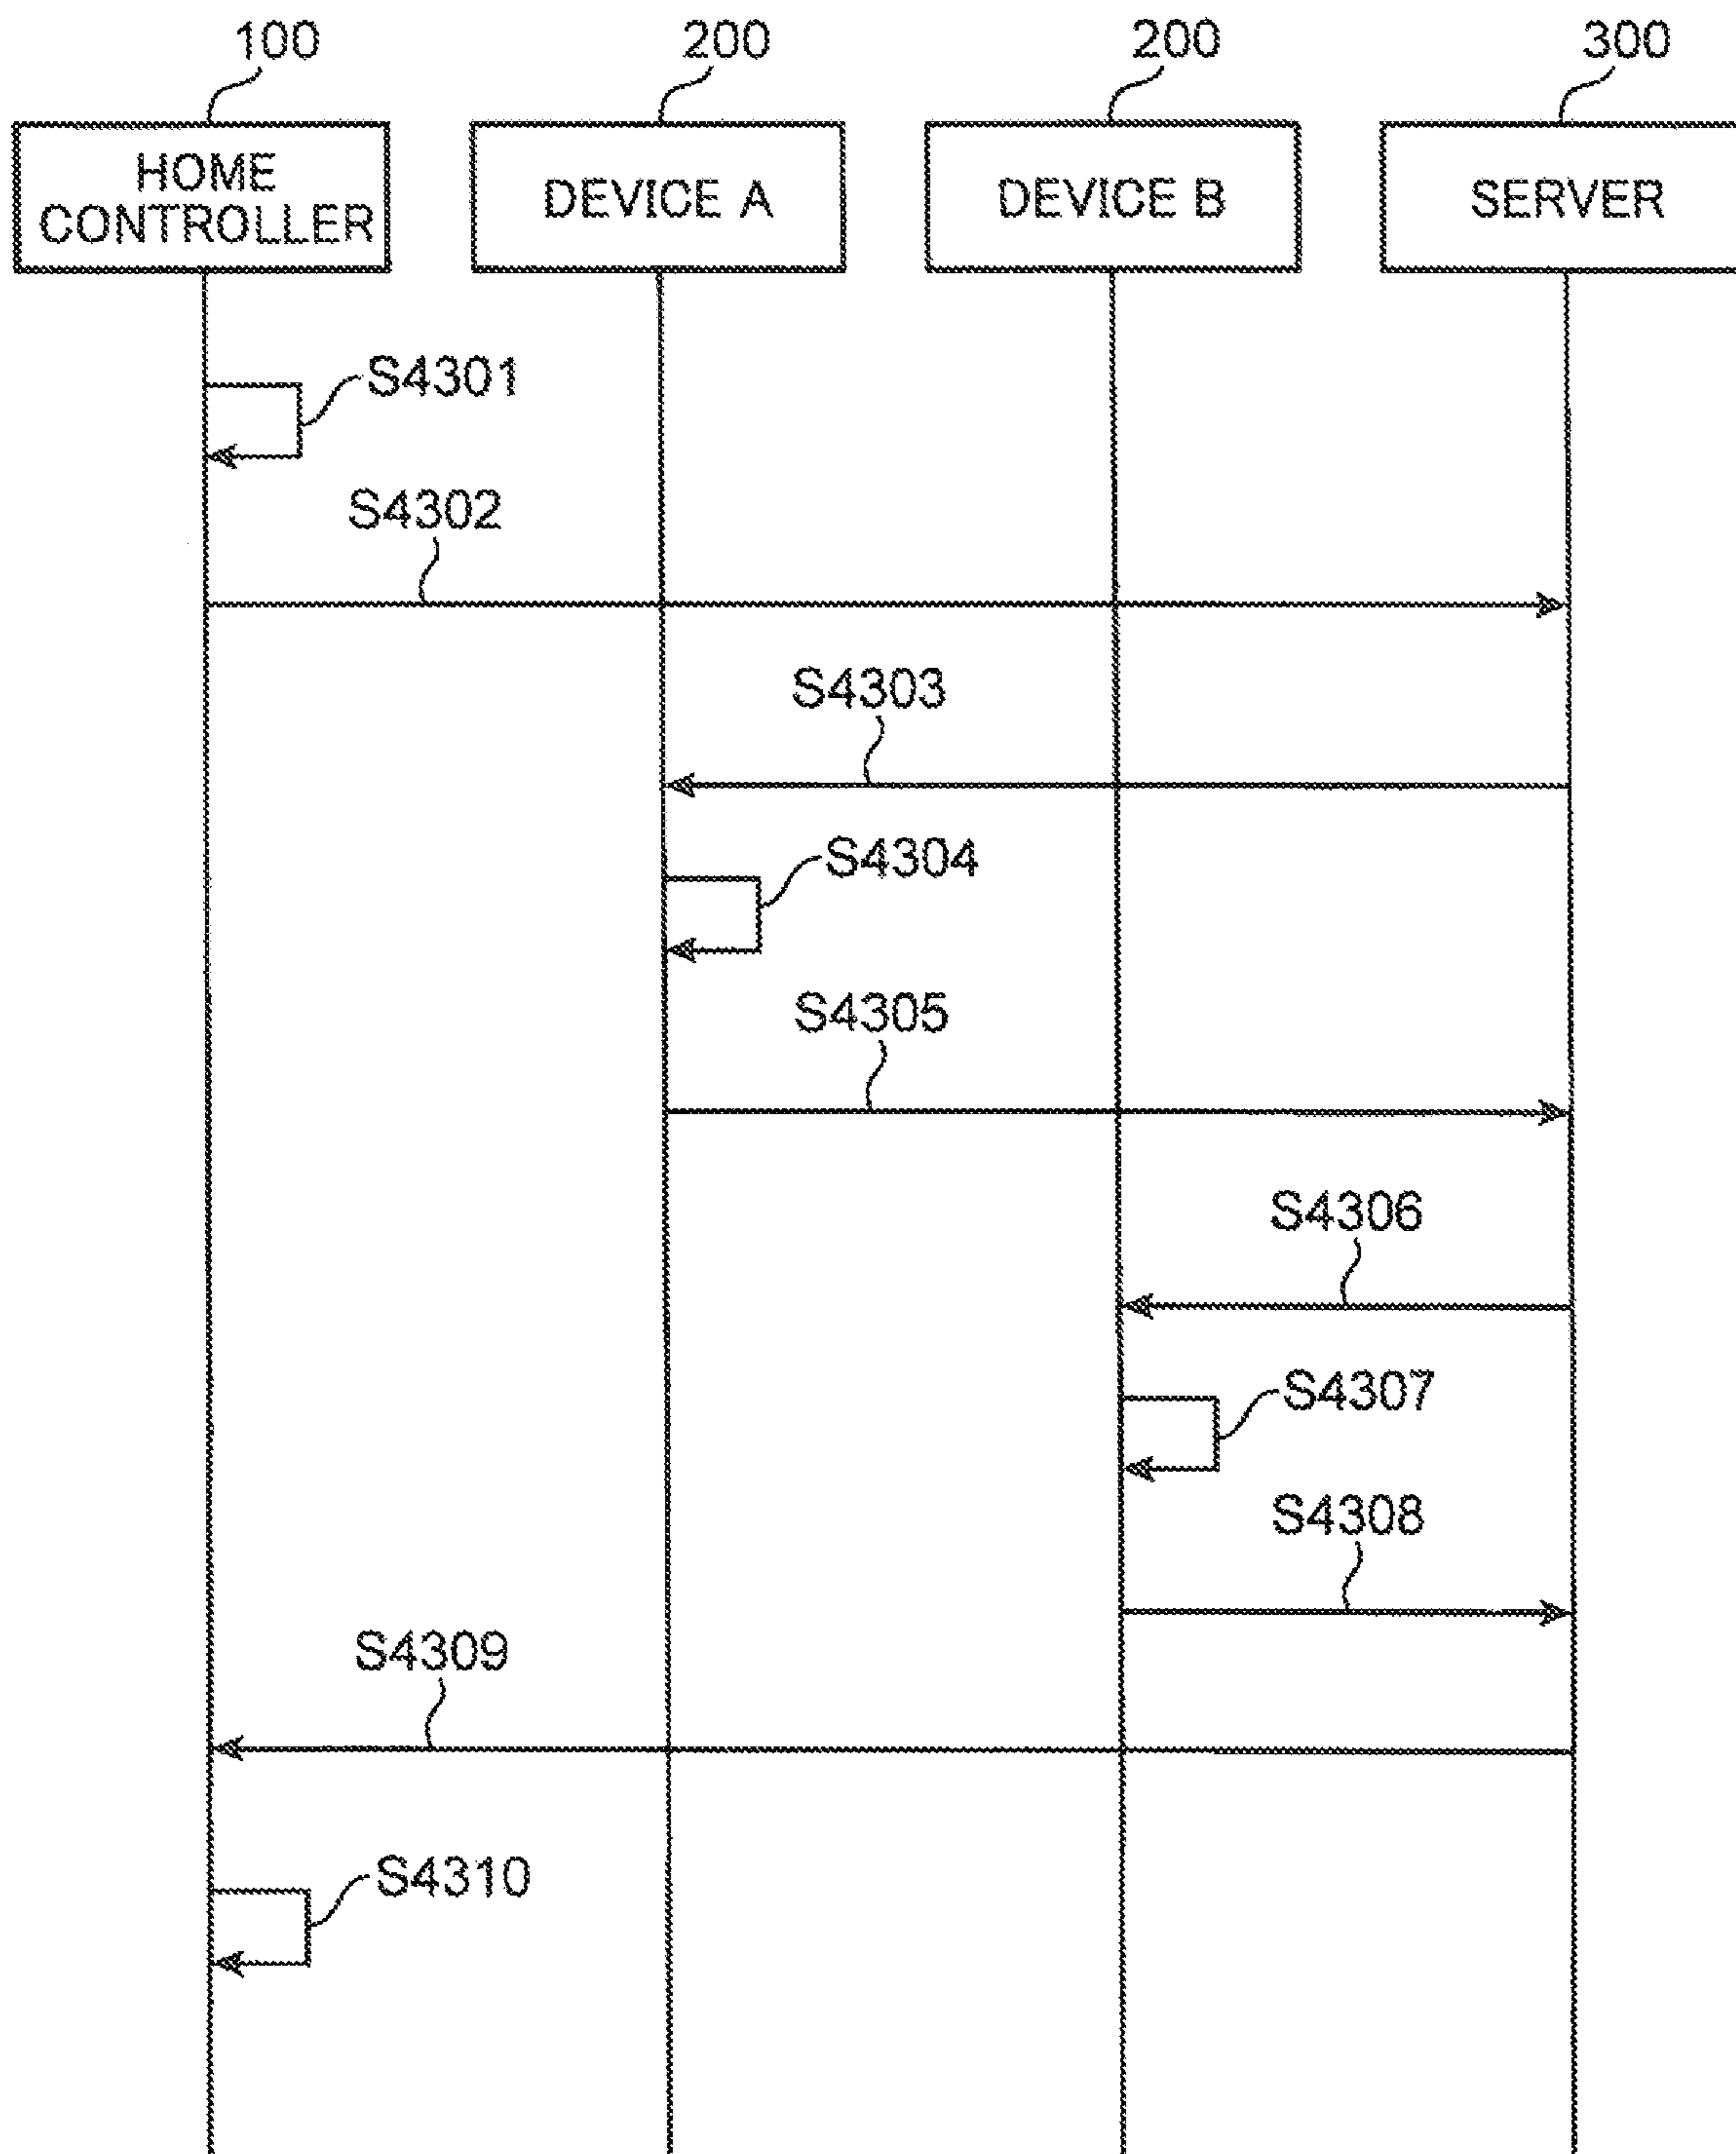 100
200
200
300
HOME
CONTROLLER
DEVICE A
DEVICE B
SERVER
S4301
S4302
S4303
S4304
S4305
S4306
S4307
S4308
S4309
S4310